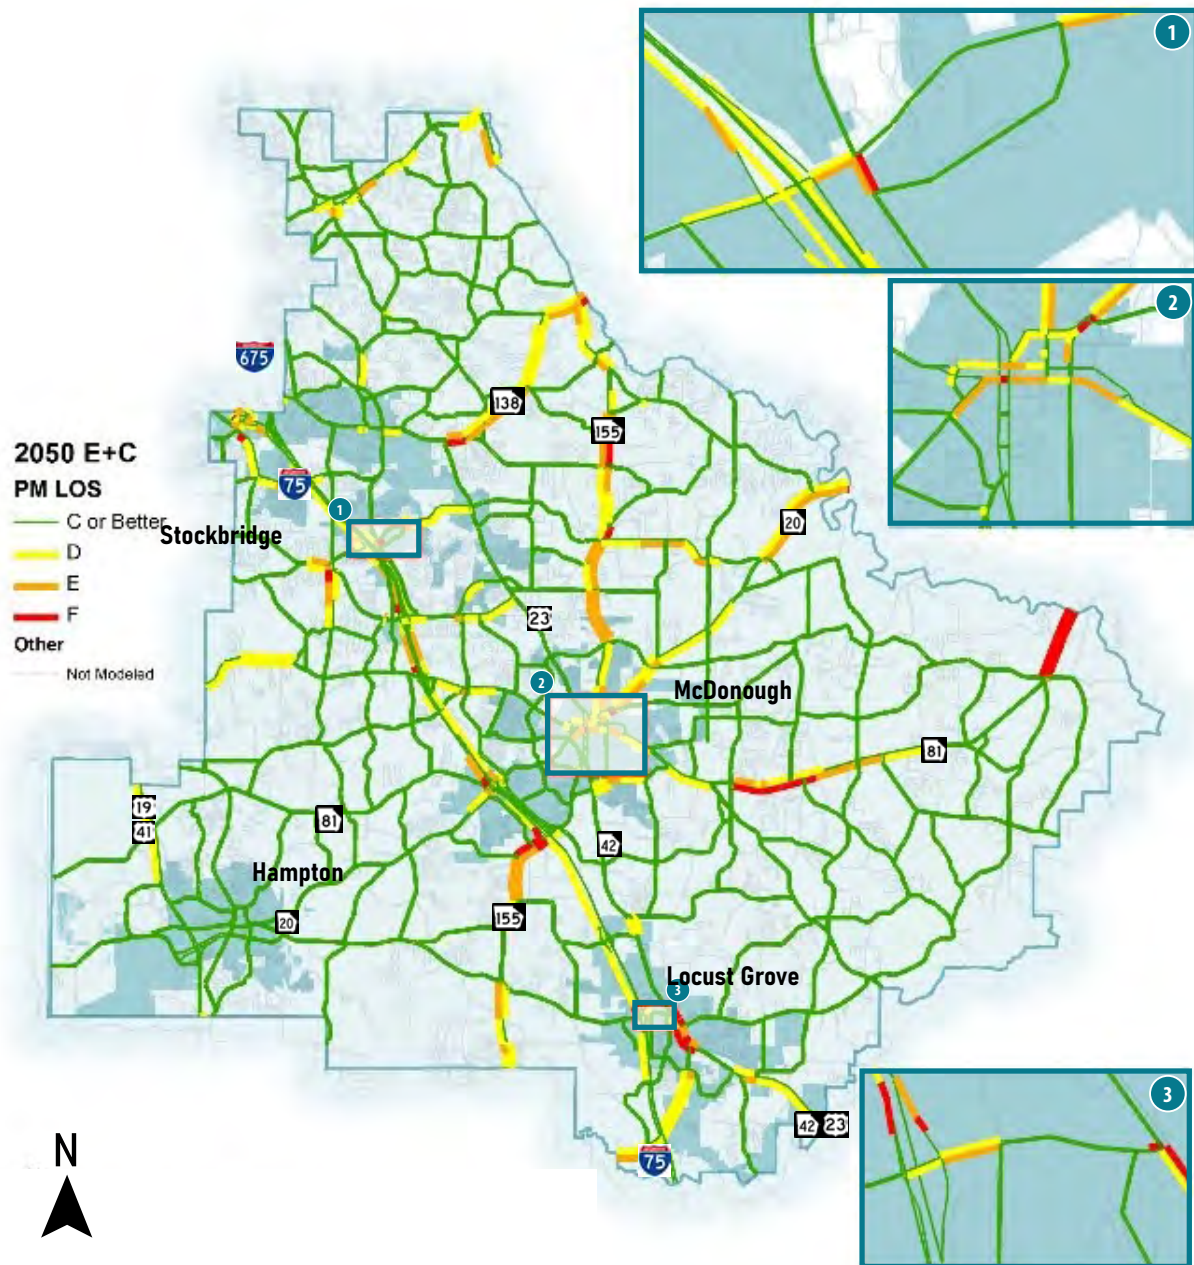 1
2
675
138
155
2050 E+C
PM LOS
75
C or Better
1
20
Stockbridge
D
E
F
23
Other
Not Modeled
2
McDonough
81
19
41
81
42
Hampton
155
20
Locust Grove
3
3
42 23
N
75